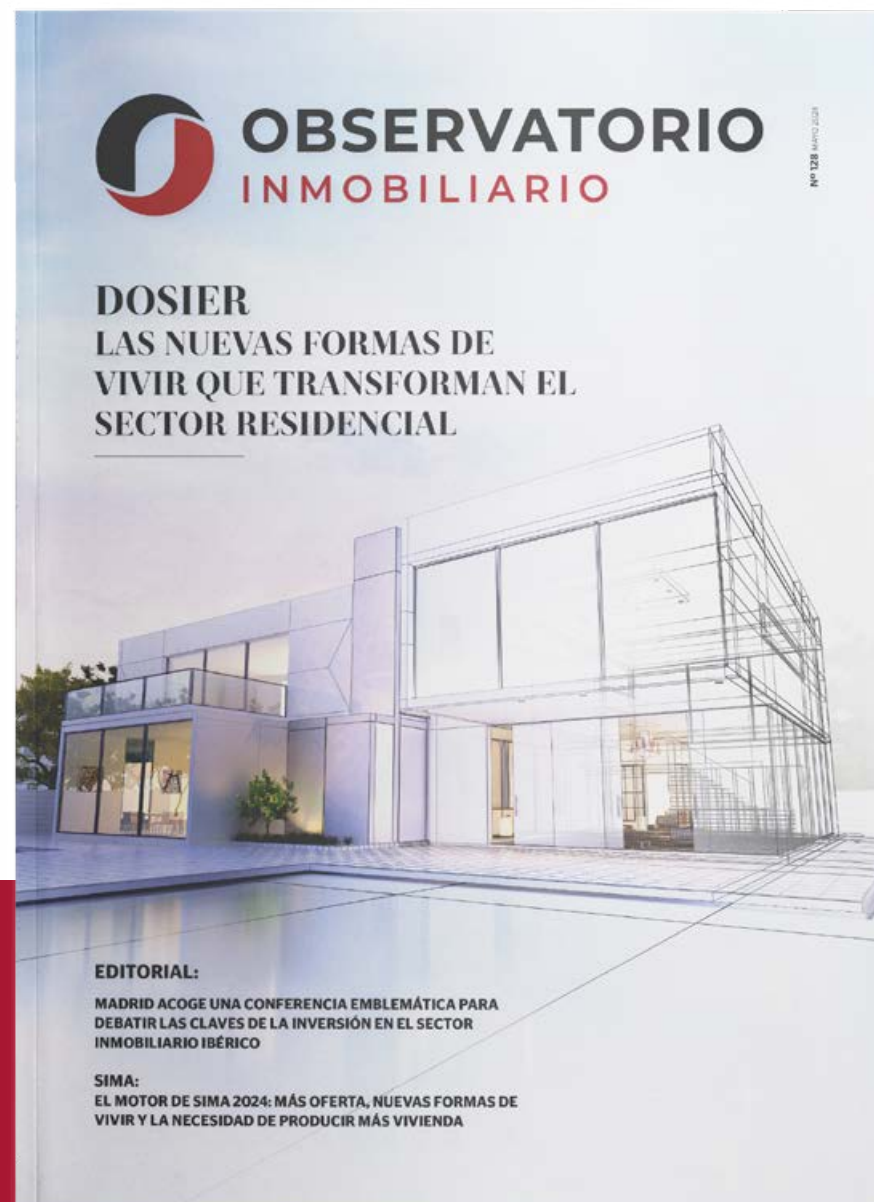 OBSERVATORIO
INMOBILIARIO
Nº 128 MAYO 2024
DOSIER
LAS NUEVAS FORMAS DE
VIVIR QUE TRANSFORMAN EL
SECTOR RESIDENCIAL
EDITORIAL:
MADRID ACOGE UNA CONFERENCIA EMBLEMÁTICA PARA
DEBATIR LAS CLAVES DE LA INVERSIÓN EN EL SECTOR
INMOBILIARIO IBÉRICO
SIMA:
EL MOTOR DE SIMA 2024: MÁS OFERTA, NUEVAS FORMAS DE
VIVIR Y LA NECESIDAD DE PRODUCIR MÁS VIVIENDA